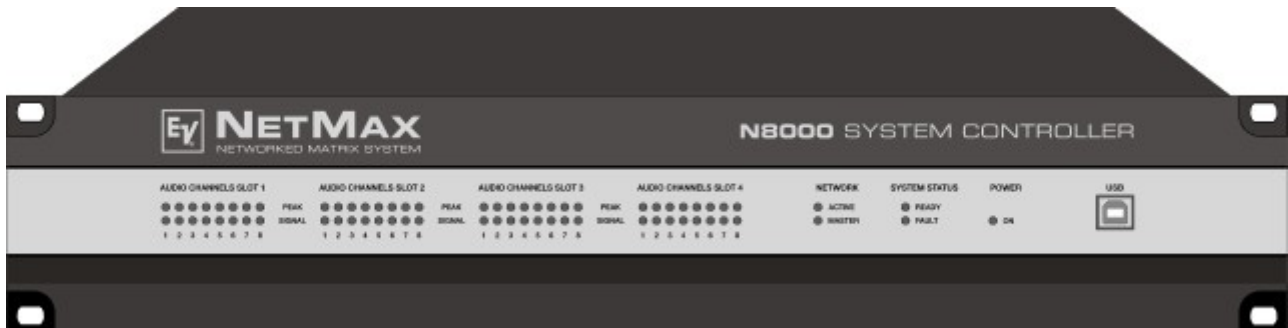 EV NETMAX
NETWORKED MATRIX SYSTEM
N8000 SYSTEM CONTROLLER
AUDIO CHANNELS SLOT 1
PEAK
SIGNAL
1 2 3 4 5 6 7 8
AUDIO CHANNELS SLOT 2
PEAK
SIGNAL
1 2 3 4 5 6 7 8
AUDIO CHANNELS SLOT 3
PEAK
SIGNAL
1 2 3 4 5 6 7 8
AUDIO CHANNELS SLOT 4
1 2 3 4 5 6 7 8
NETWORK
ACTIVE
MASTER
SYSTEM STATUS
READY
FAULT
POWER
ON
USB